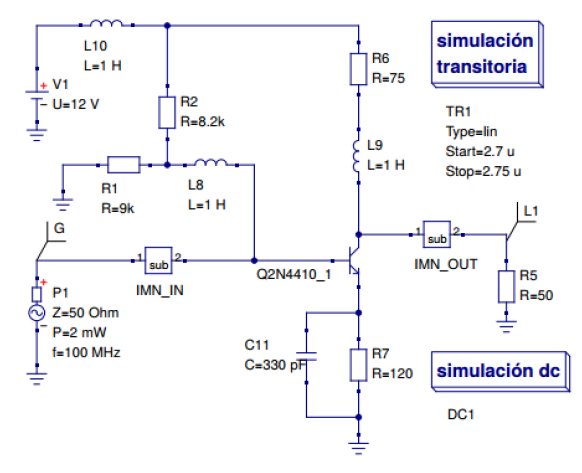 L10
L=1 H
V1
U=12 V
R2
R=8.2k
R6
R=75
simulación
transitoria
TR1
Type=lin
Start=2.7 u
Stop=2.75 u
L9
L=1 H
R1
R=9k
L8
L=1 H
G
1
sub
2
IMN_IN
Q2N4410_1
1
sub
2
IMN_OUT
L1
P1
Z=50 Ohm
P=2 mW
f=100 MHz
R5
R=50
C11
C=330 pF
R7
R=120
simulación dc
DC1